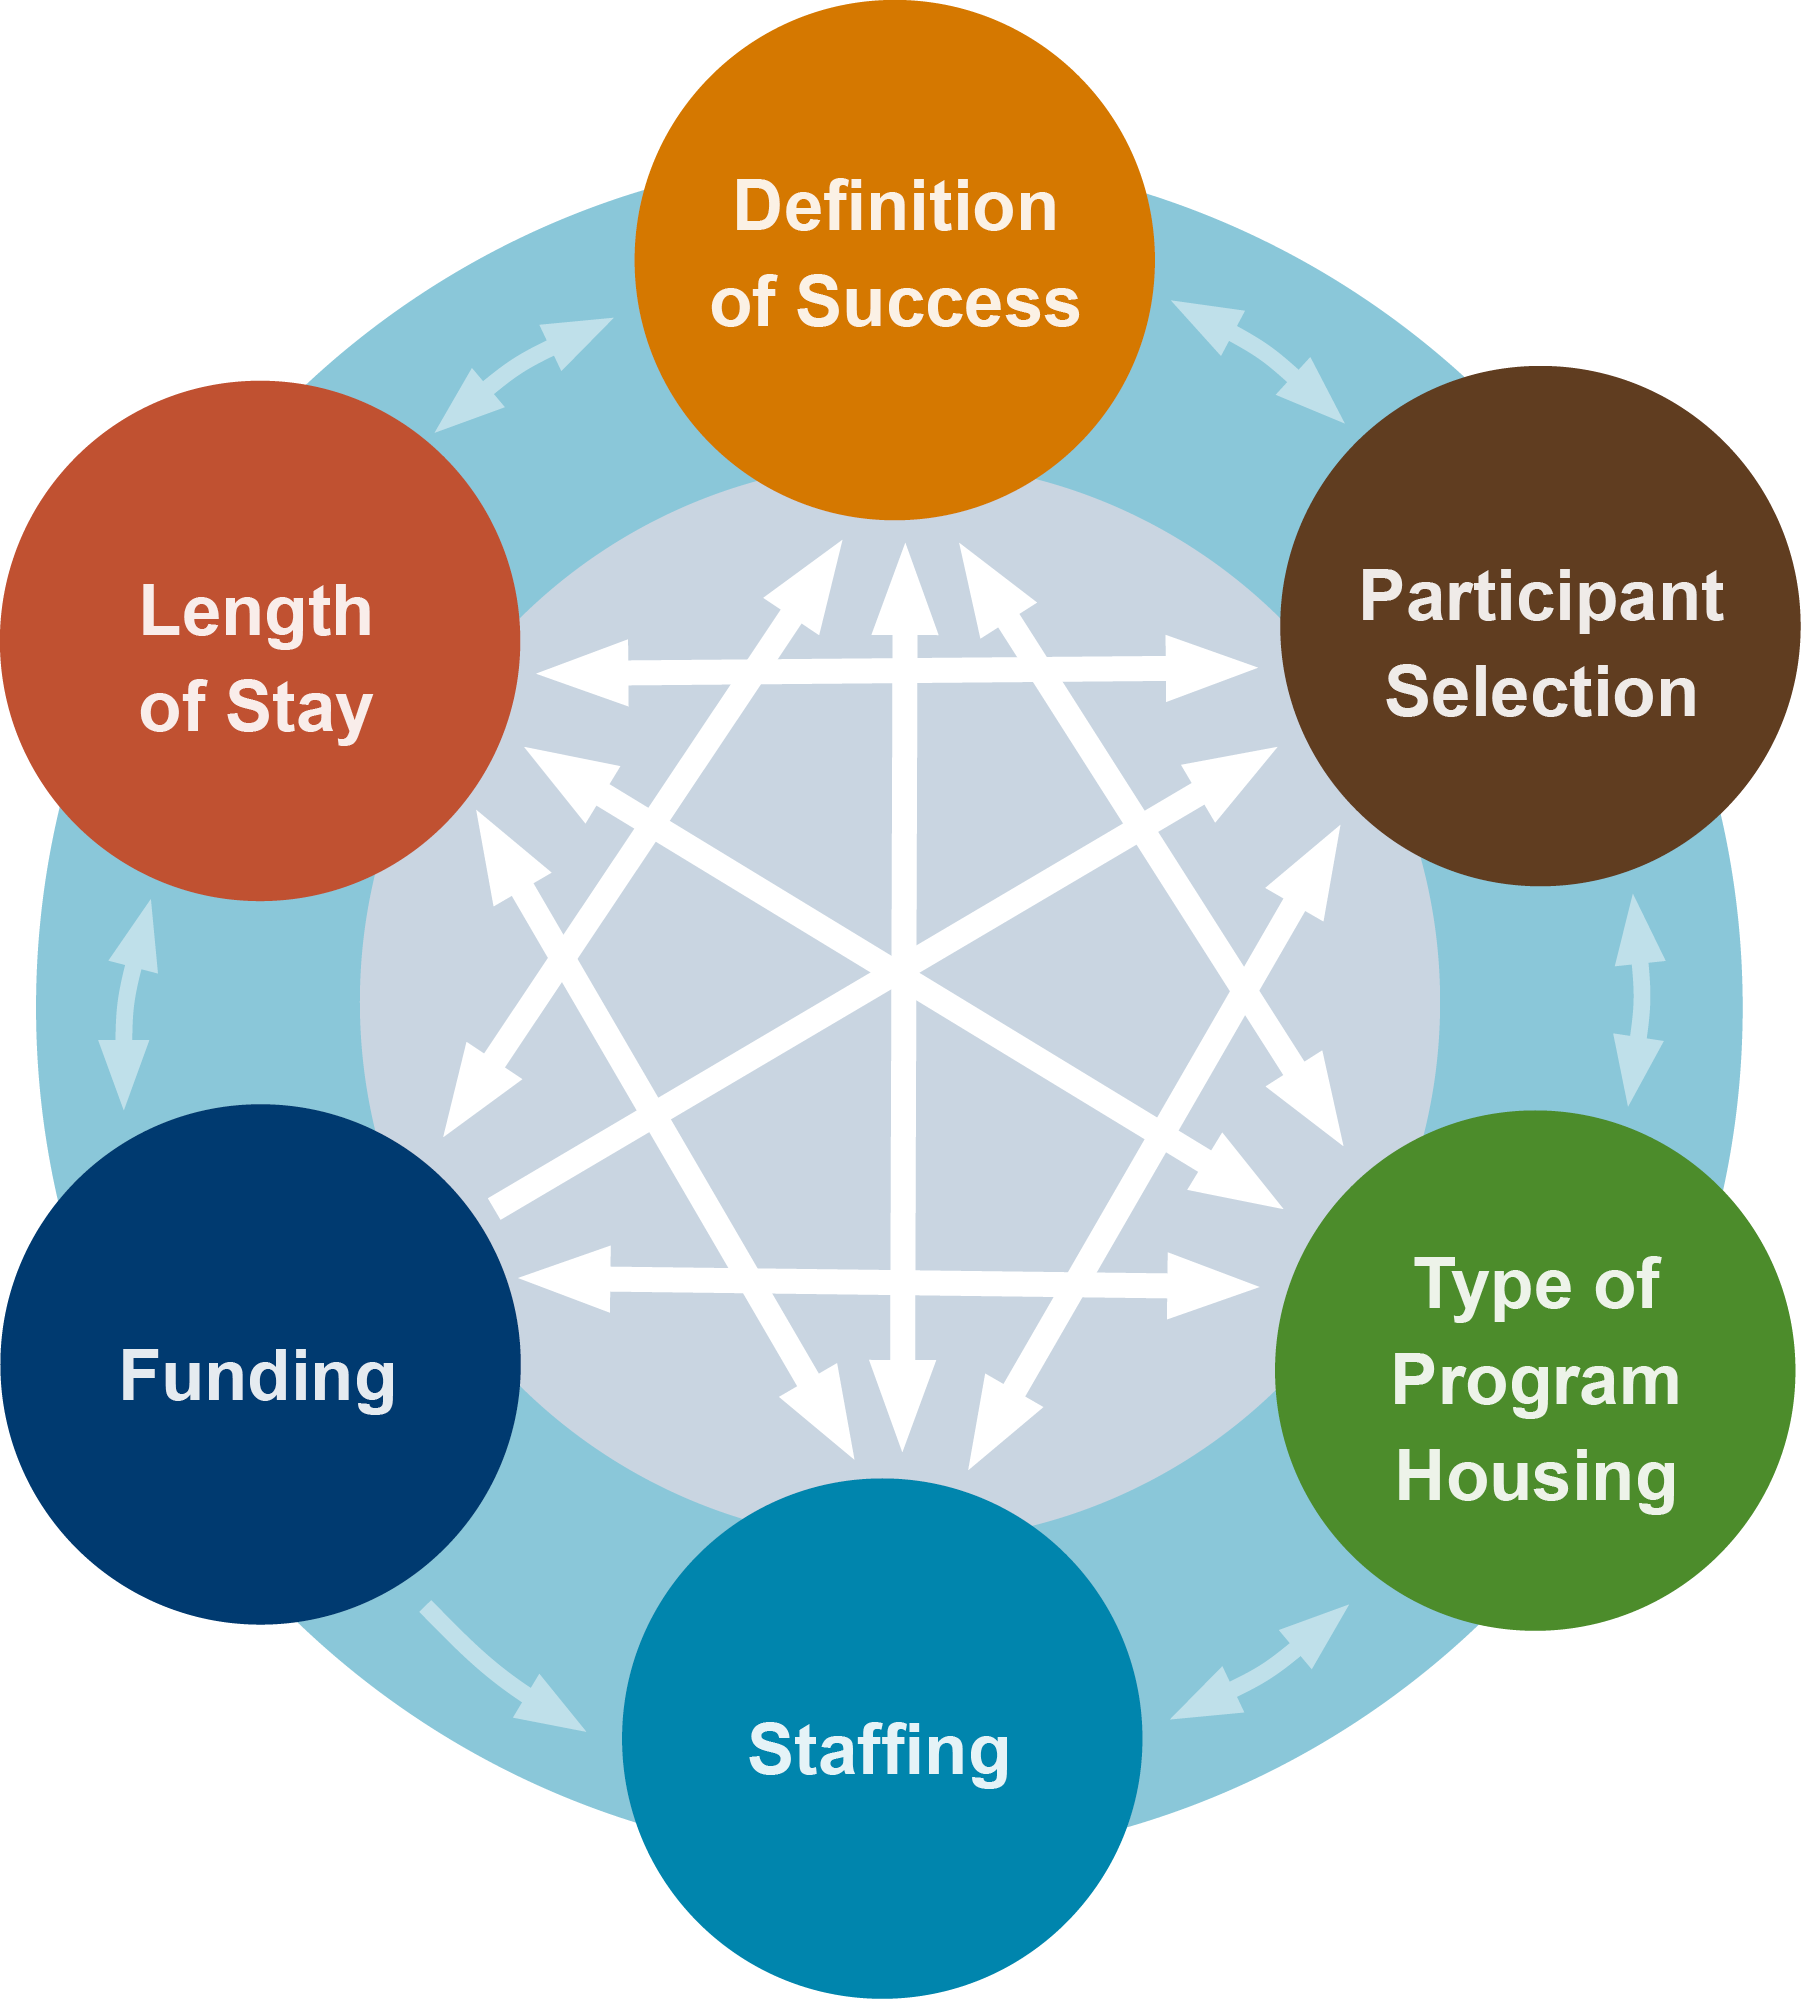 Definition
of Success
Participant
Selection
Type of
Program
Housing
Staffing
Funding
Length
of Stay